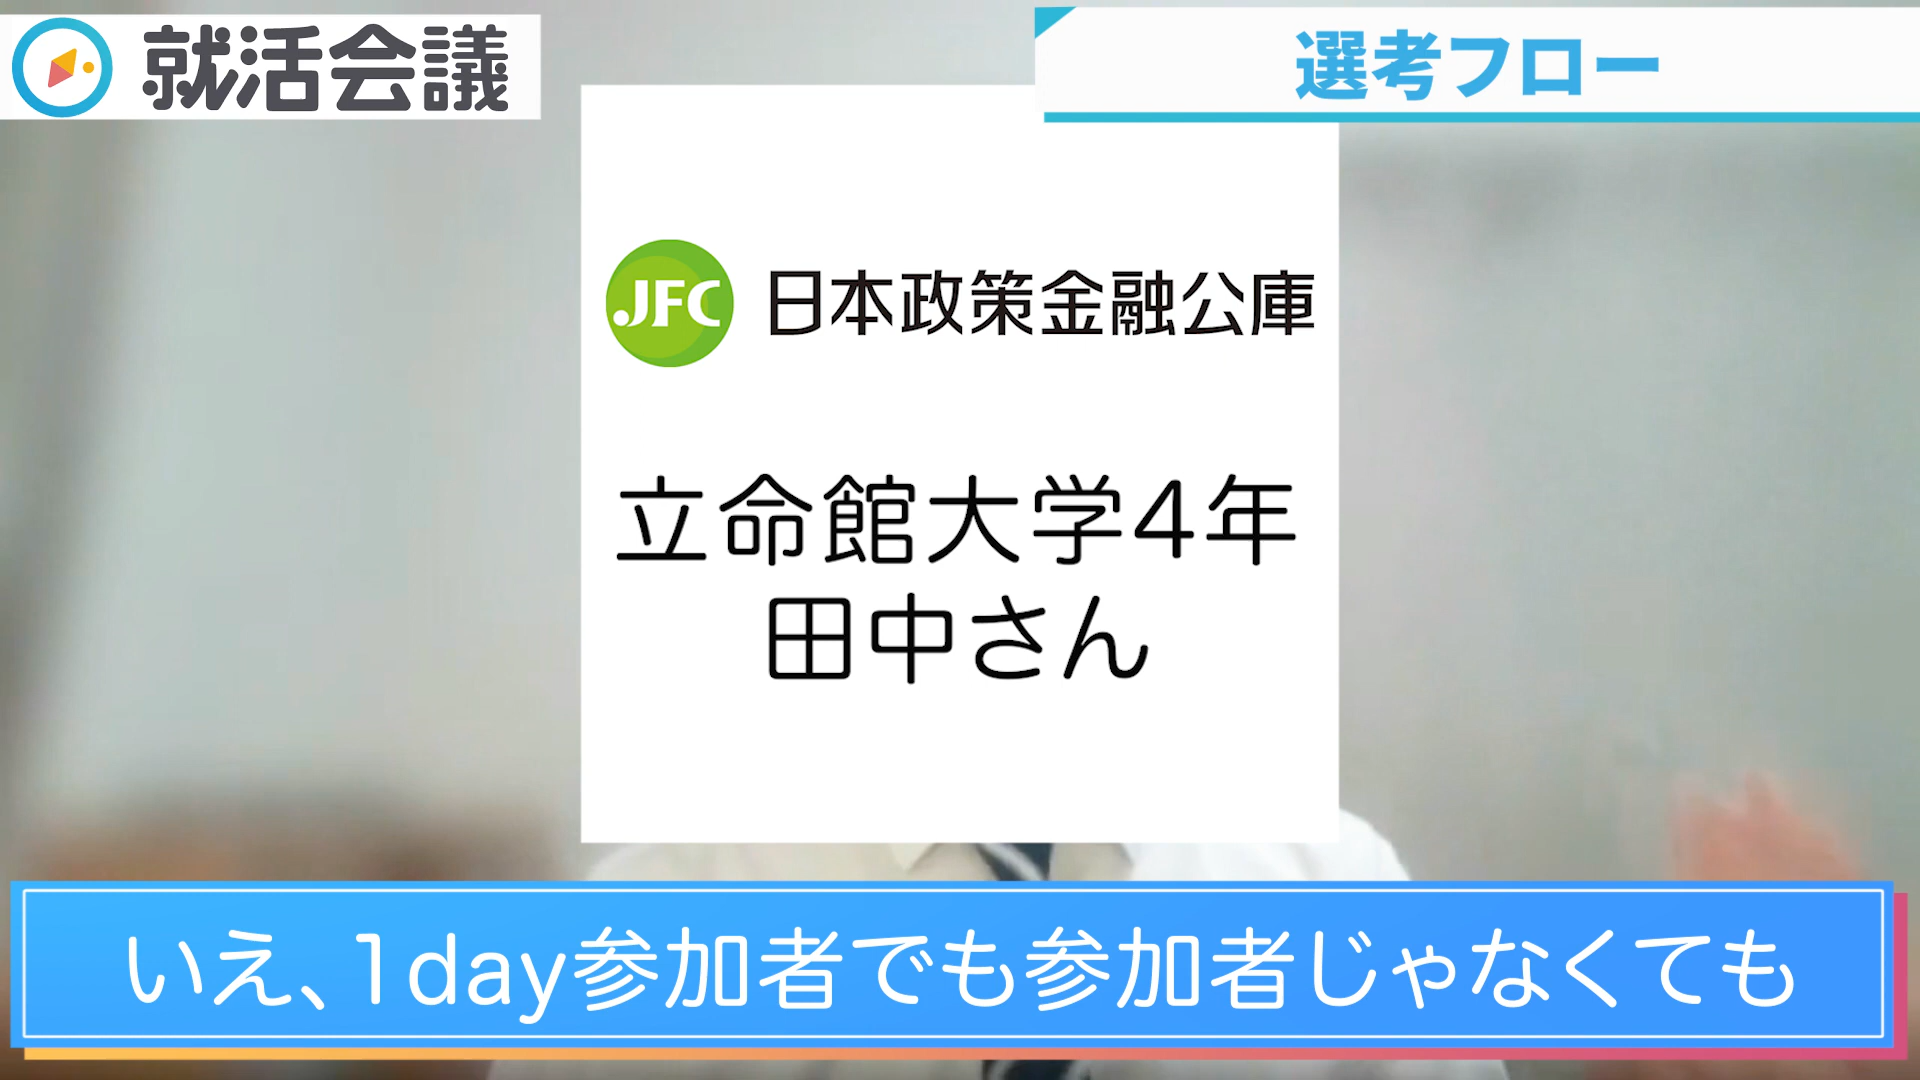 就活会議
選考フロー
JFC 日本政策金融公庫
立命館大学4年
田中さん
いえ、1day参加者でも参加者じゃなくても